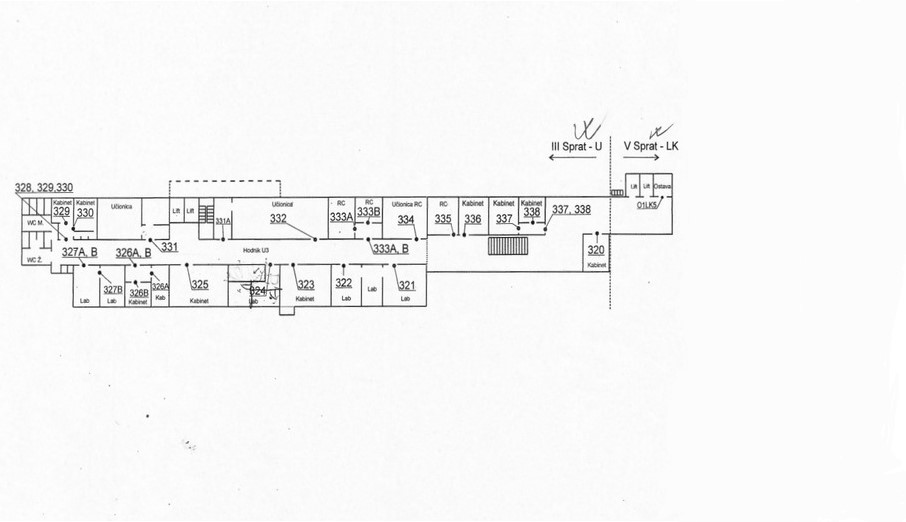 III Sprat - U
V Sprat - LK
328, 329,330
Kabinet
329
Kabinet
330
Učionica
Lift
Lift
331A
Učionica
332
RC
333A
RC
333B
Učionica RC
334
RC
335
Kabinet
336
Kabinet
337
Kabinet
338
337, 338
Lift
Lift
Ostava
O1LK5
WC M.
WC Ž.
331
333A, B
320
Kabinet
327A, B
326A, B
Hodnik U3
327B
326B
326A
325
324
323
322
321
Lab
Lab
Kabinet
Kab
Kabinet
Lab
Kabinet
Lab
Lab
Lab